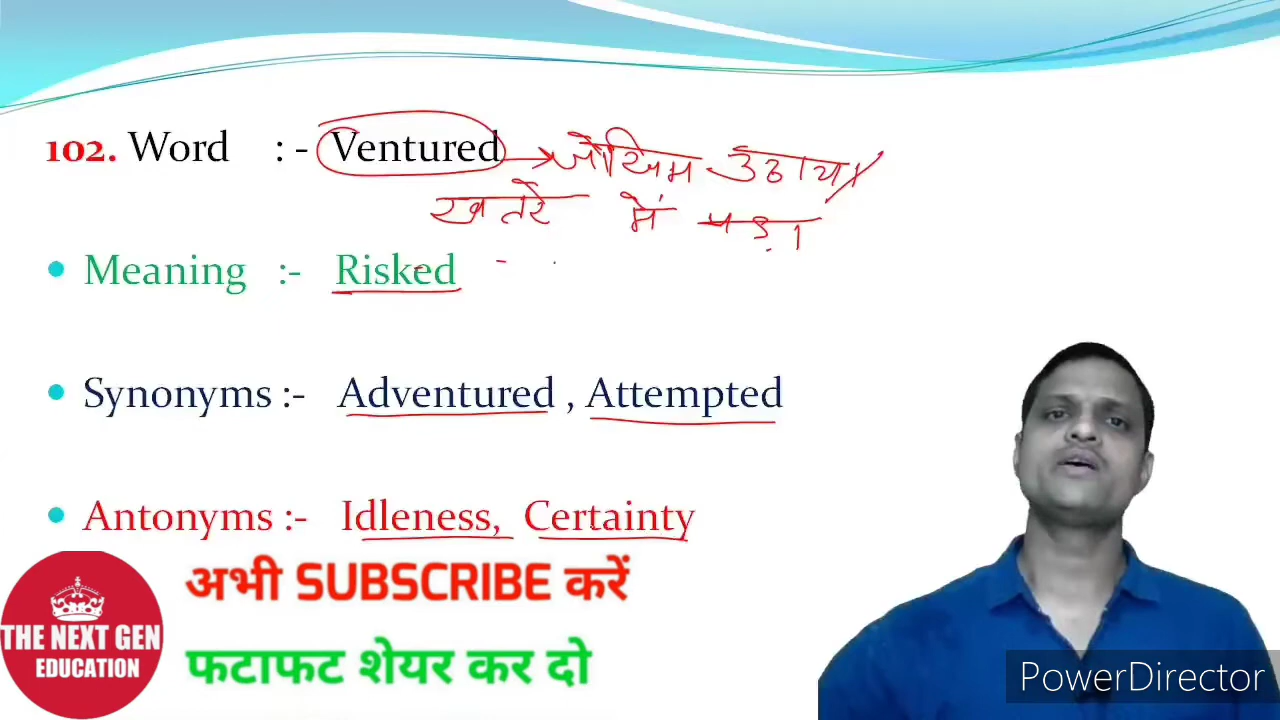 102. Word : - Ventured → जोखिम उठाया
खतरे में पड़ा
• Meaning :- Risked
• Synonyms :- Adventured , Attempted
• Antonyms :- Idleness, Certainty
अभी SUBSCRIBE करें
THE NEXT GEN
EDUCATION
फटाफट शेयर कर दो
PowerDirector